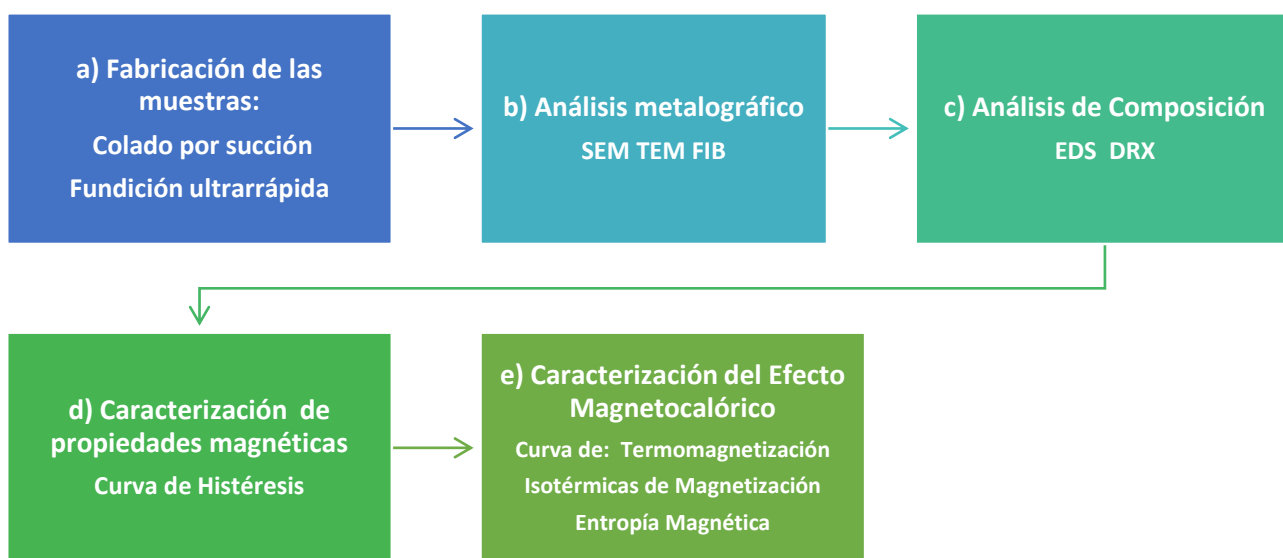 a) Fabricación de las
muestras:
Colado por succión
Fundición ultrarrápida
b) Análisis metalográfico
SEM TEM FIB
c) Análisis de Composición
EDS DRX
d) Caracterización de
propiedades magnéticas
Curva de Histéresis
e) Caracterización del Efecto
Magnetocalórico
Curva de: Termomagnetización
Isotérmicas de Magnetización
Entropía Magnética